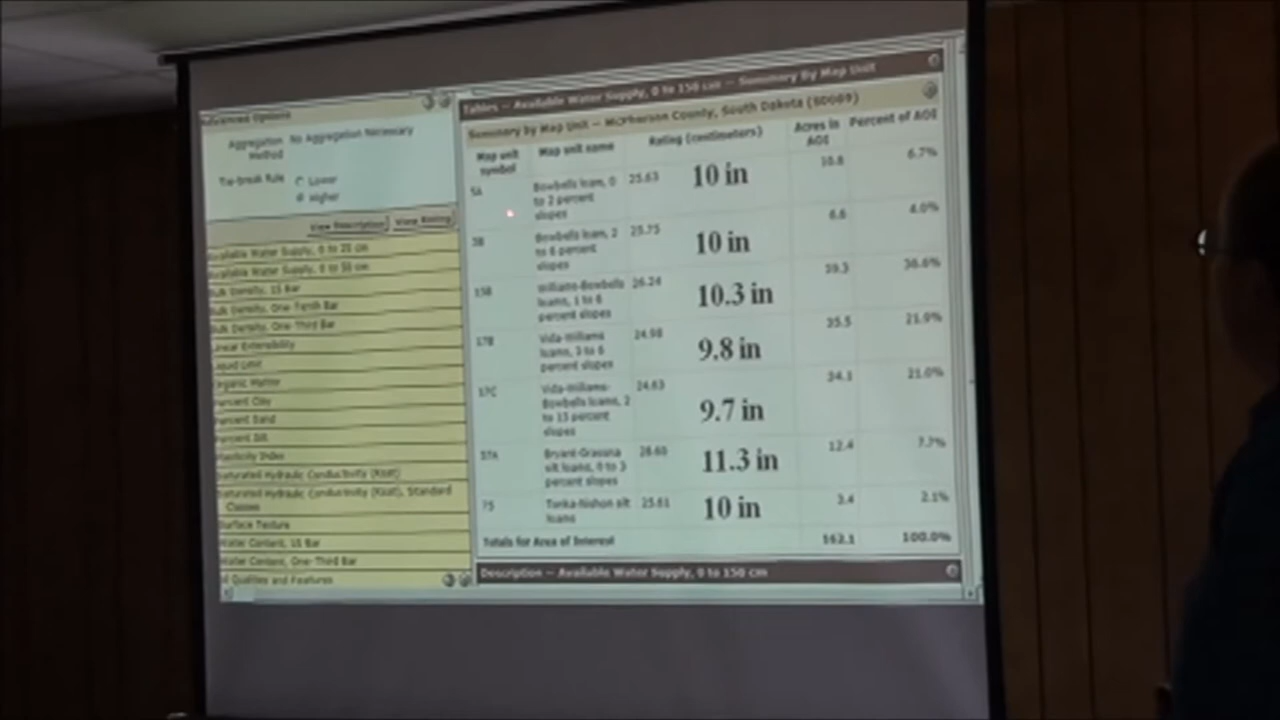 Advanced Options
Aggregation Method No Aggregation Necessary
Tie-break Rule Lower
Higher
View Description View Rating
Available Water Supply, 0 to 25 cm
Available Water Supply, 0 to 50 cm
Bulk Density, 15 Bar
Bulk Density, One-Tenth Bar
Bulk Density, One-Third Bar
Linear Extensibility
Liquid Limit
Organic Matter
Percent Clay
Percent Sand
Percent Silt
Plasticity Index
Saturated Hydraulic Conductivity (Ksat)
Saturated Hydraulic Conductivity (Ksat), Standard
Classes
Surface Texture
Water Content, 15 Bar
Water Content, One-Third Bar
Qualities and Features
Tables — Available Water Supply, 0 to 150 cm — Summary By Map Unit
Summary by Map Unit — McPherson County, South Dakota (SD089)
Map unit symbol Map unit name Rating (centimeters) Acres in AOI Percent of AOI
5A Bowbells loam, 0 25.63 10 in 10.8 6.7%
to 2 percent
slopes
Bowbells loam, 2 25.75 10 in 6.6 4.0%
to 6 percent
slopes
15B Williams-Bowbells 26.24 10.3 in 59.3 36.6%
loams, 1 to 6
percent slopes
17B Vida-Williams 24.98 9.8 in 35.5 21.9%
loams, 3 to 6
percent slopes
17C Vida-Williams- 24.63 9.7 in 34.1 21.0%
Bowbells loams, 2
to 15 percent
slopes
37A Bryant-Grassna 28.60 11.3 in 12.4 7.7%
silt loams, 0 to 3
percent slopes
75 Tonka-Nishon silt 25.61 10 in 3.4 2.1%
loams
Totals for Area of Interest 162.1 100.0%
Description — Available Water Supply, 0 to 150 cm